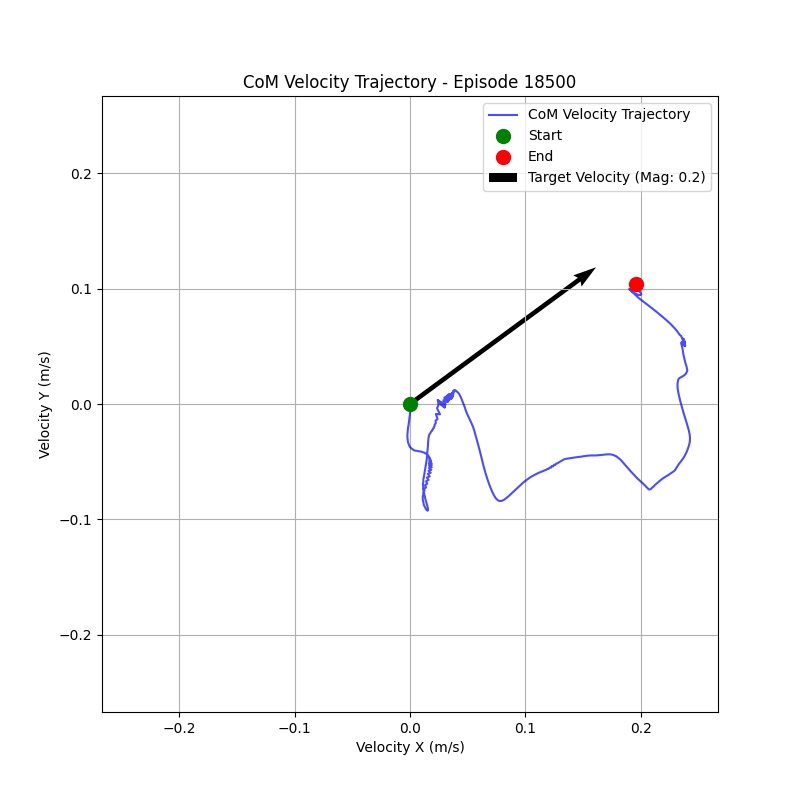 CoM Velocity Trajectory - Episode 18500
CoM Velocity Trajectory
Start
End
Target Velocity (Mag: 0.2)
0.2
0.1
0.0
−0.1
−0.2
Velocity Y (m/s)
−0.2
−0.1
0.0
0.1
0.2
Velocity X (m/s)